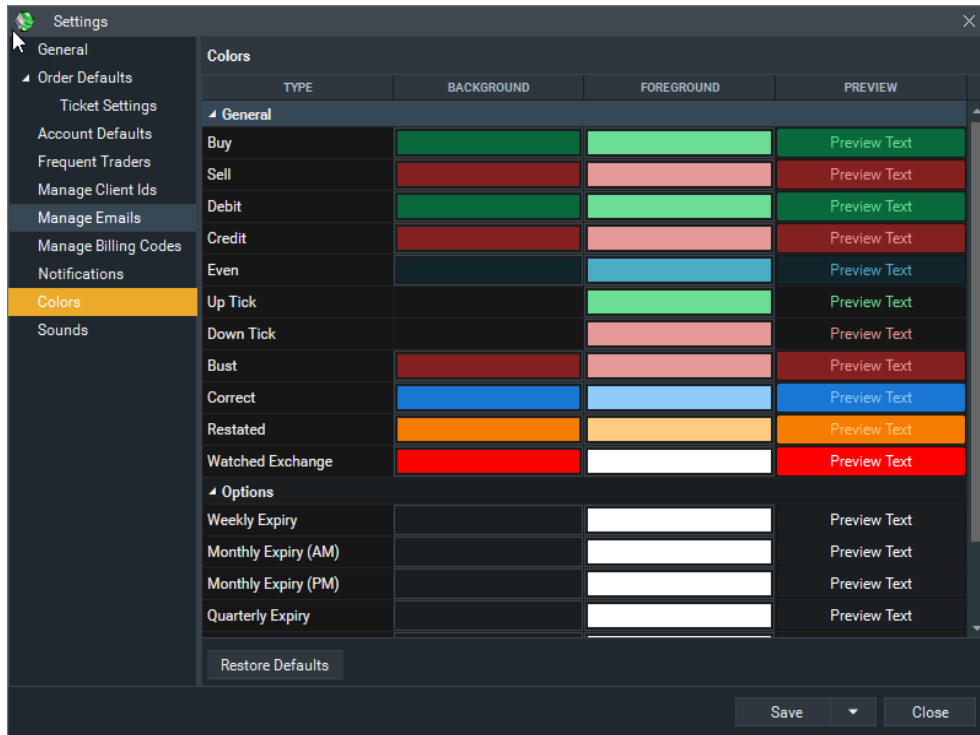 Settings
General
Order Defaults
Ticket Settings
Account Defaults
Frequent Traders
Manage Client Ids
Manage Emails
Manage Billing Codes
Notifications
Colors
Sounds
Colors
TYPE BACKGROUND FOREGROUND PREVIEW
General
Buy Preview Text
Sell Preview Text
Debit Preview Text
Credit Preview Text
Even Preview Text
Up Tick Preview Text
Down Tick Preview Text
Bust Preview Text
Correct Preview Text
Restated Preview Text
Watched Exchange Preview Text
Options
Weekly Expiry Preview Text
Monthly Expiry (AM) Preview Text
Monthly Expiry (PM) Preview Text
Quarterly Expiry Preview Text
Restore Defaults
Save Close